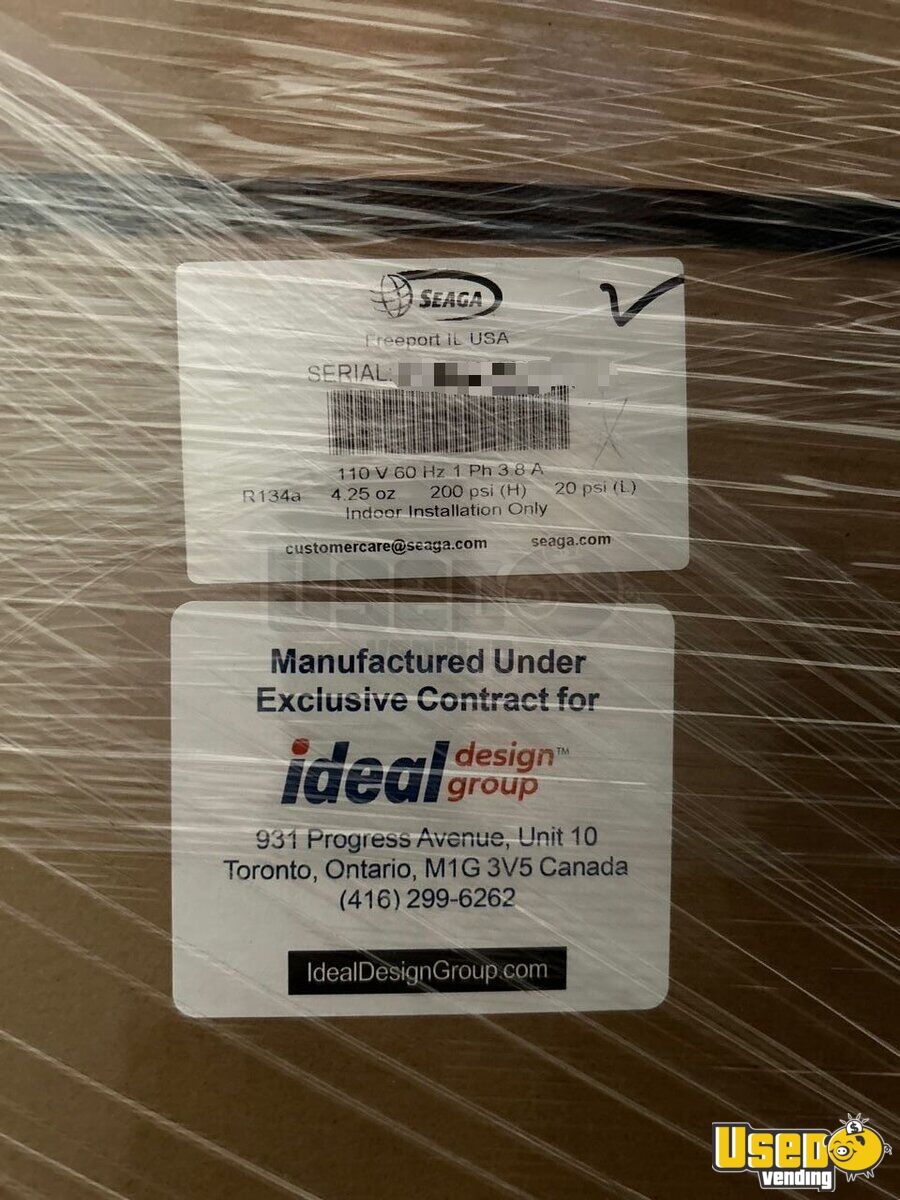 SEAGA
Freeport IL USA
SERIAL:
110 V 60 Hz 1 Ph 3.8 A
R134a 4.25 oz 200 psi (H) 20 psi (L)
Indoor Installation Only
customercare@seaga.com seaga.com
Manufactured Under
Exclusive Contract for
ideal design group™
931 Progress Avenue, Unit 10
Toronto, Ontario, M1G 3V5 Canada
(416) 299-6262
IdealDesignGroup.com
USED
vending